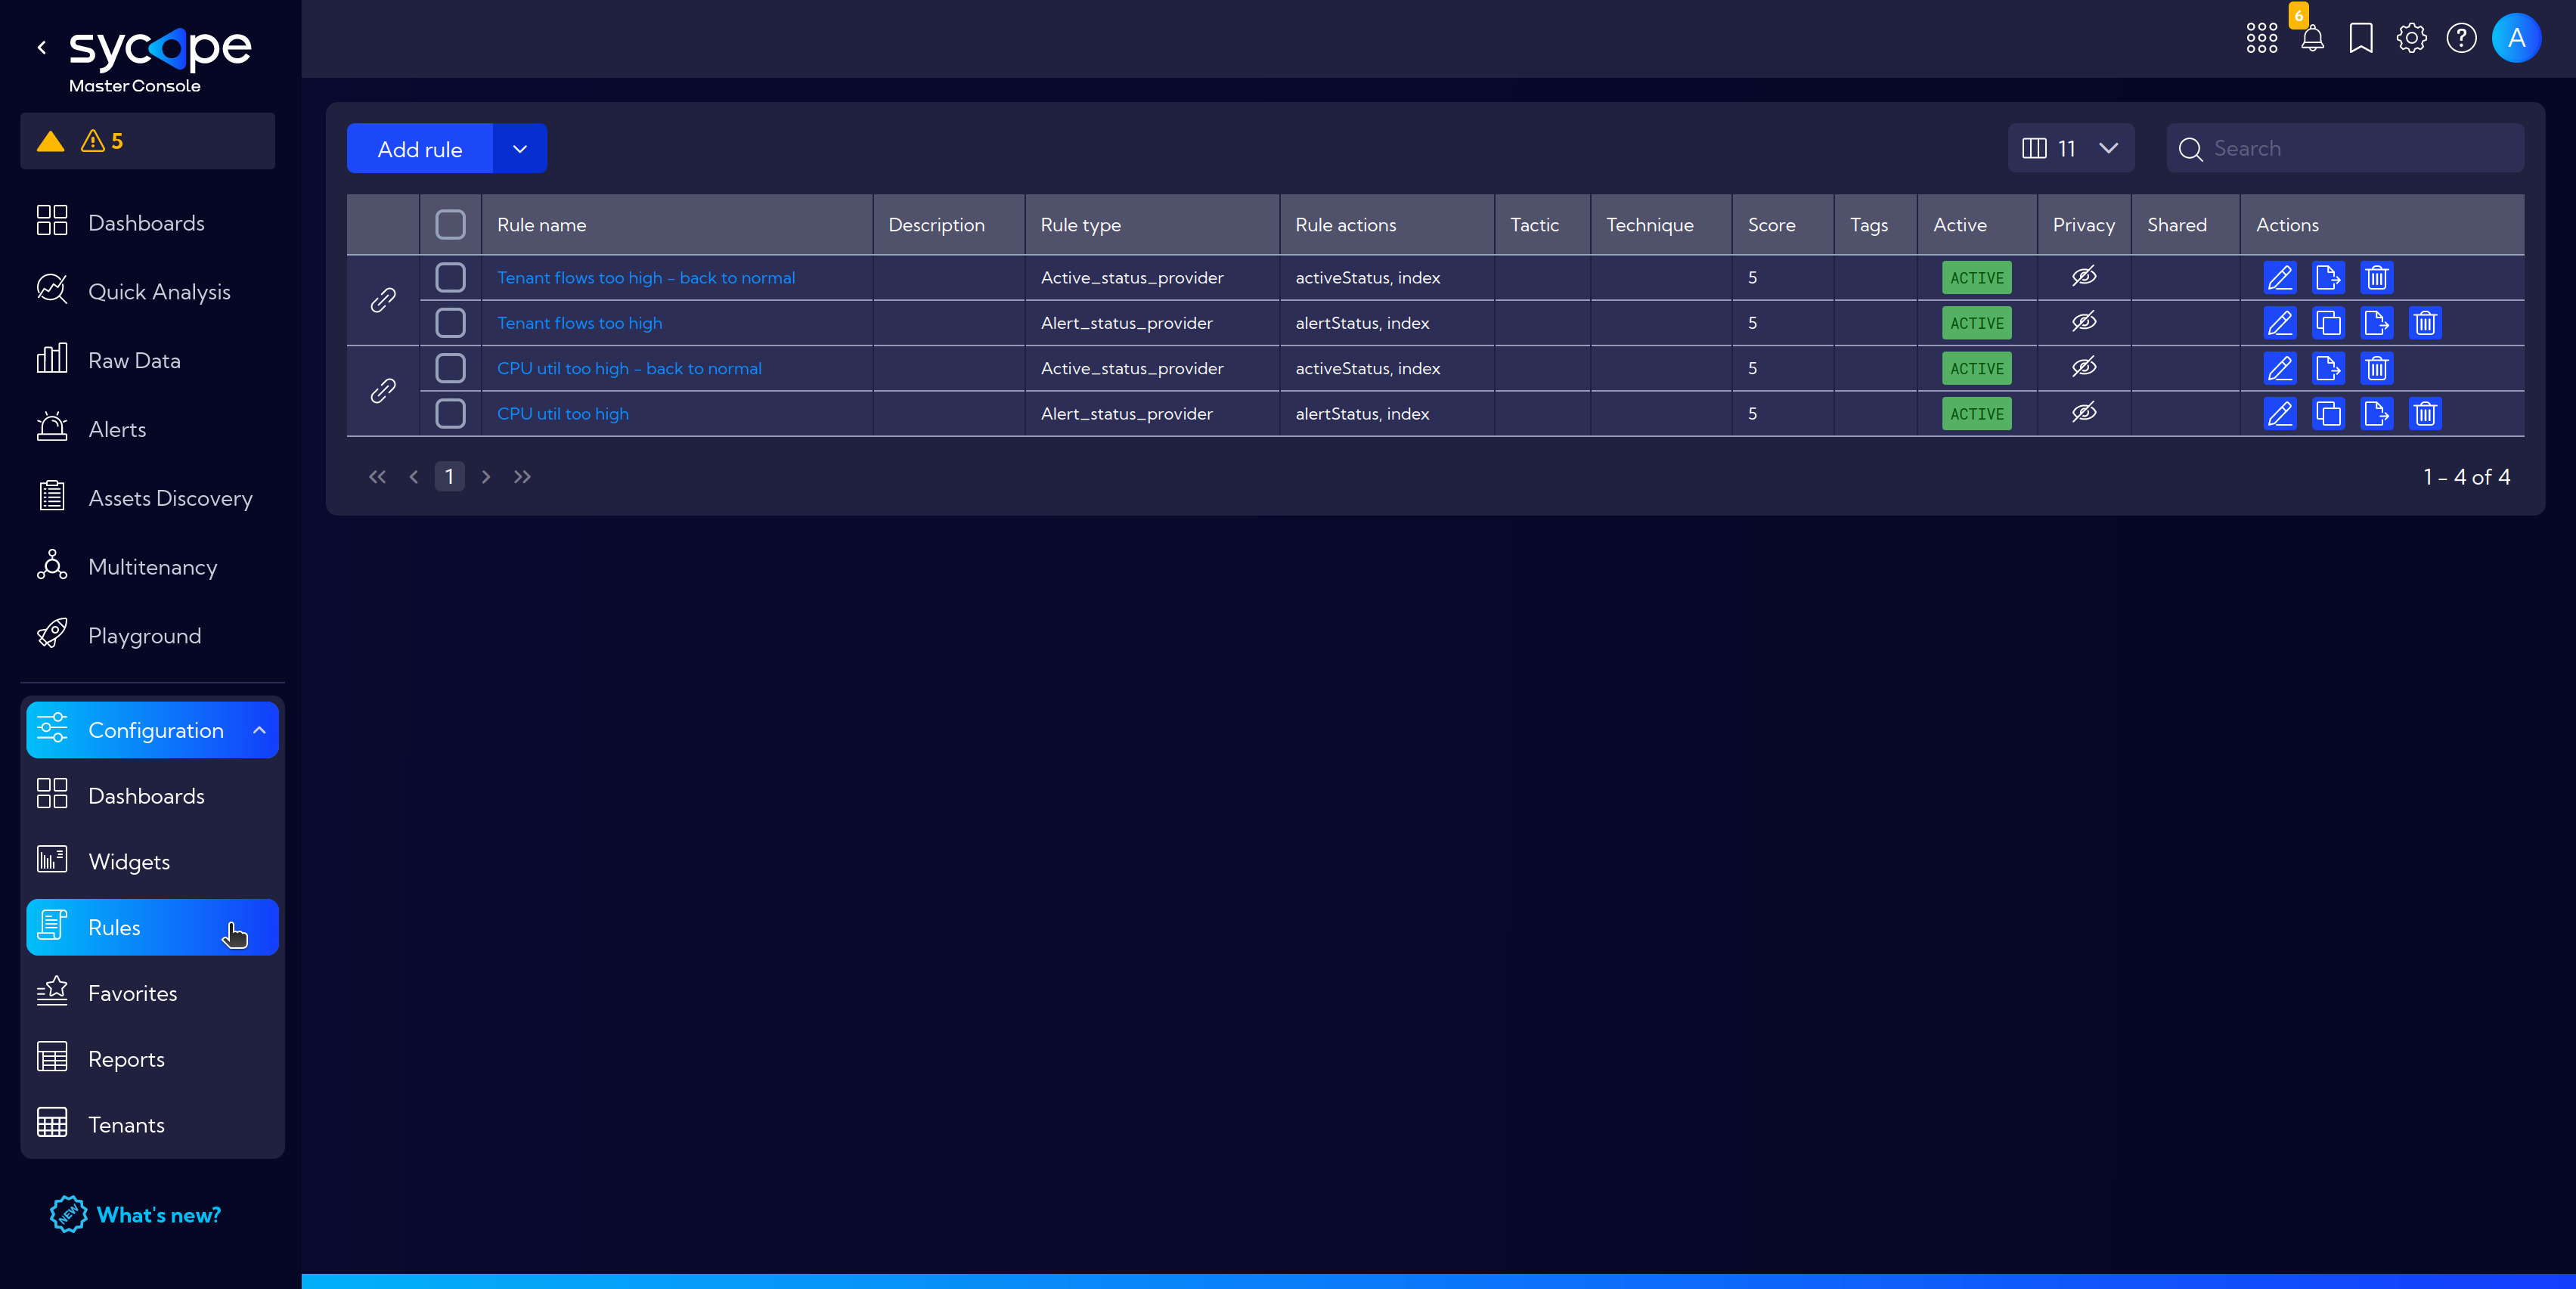 sycope
Master Console
5
Dashboards
Quick Analysis
Raw Data
Alerts
Assets Discovery
Multitenancy
Playground
Configuration
Dashboards
Widgets
Rules
Favorites
Reports
Tenants
NEW What's new?
6
? A
Add rule 11 Search
Rule name Description Rule type Rule actions Tactic Technique Score Tags Active Privacy Shared Actions
Tenant flows too high - back to normal Active_status_provider activeStatus, index 5 ACTIVE
Tenant flows too high Alert_status_provider alertStatus, index 5 ACTIVE
CPU util too high - back to normal Active_status_provider activeStatus, index 5 ACTIVE
CPU util too high Alert_status_provider alertStatus, index 5 ACTIVE
1 1 - 4 of 4